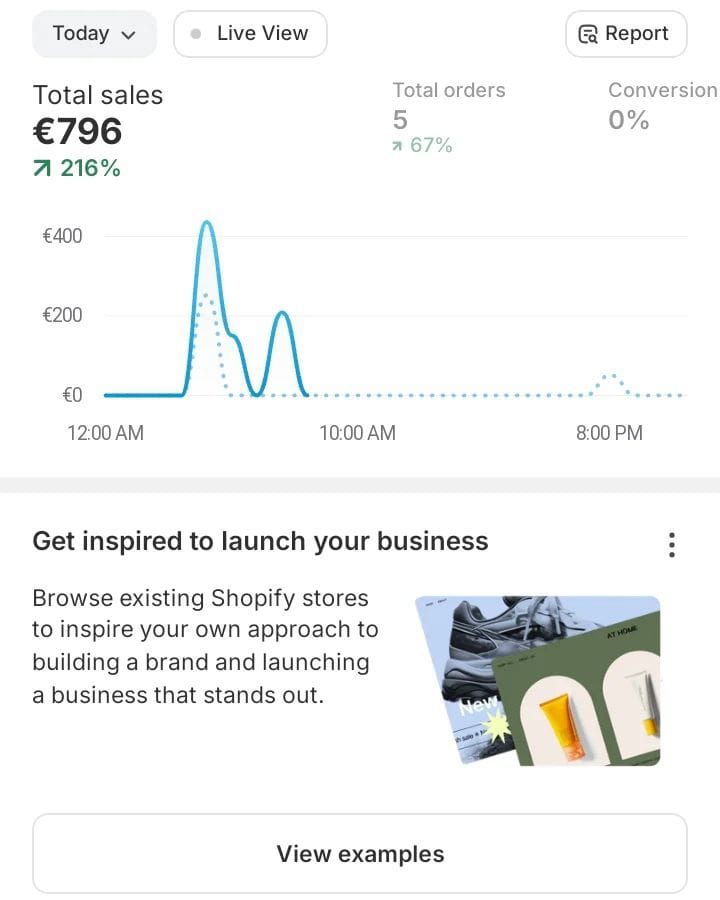 Today
Live View
Report
Total sales
€796
216%
Total orders
5
67%
Conversion
0%
€400
€200
€0
12:00 AM
10:00 AM
8:00 PM
Get inspired to launch your business
Browse existing Shopify stores
to inspire your own approach to
building a brand and launching
a business that stands out.
AT HOME
New
View examples